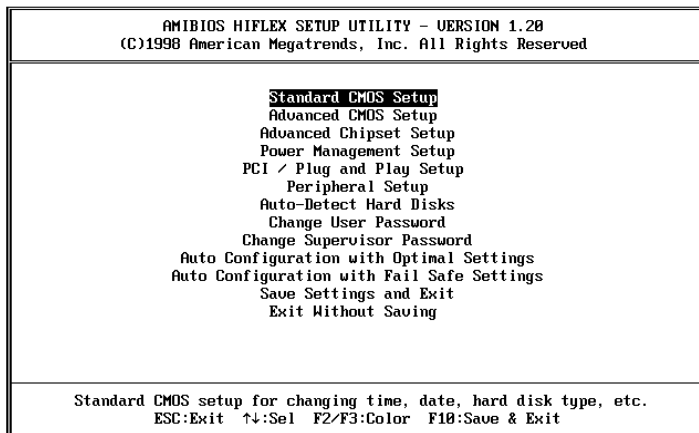 AMIBIOS HIFLEX SETUP UTILITY - VERSION 1.20
(C)1998 American Megatrends, Inc. All Rights Reserved
Standard CMOS Setup
Advanced CMOS Setup
Advanced Chipset Setup
Power Management Setup
PCI / Plug and Play Setup
Peripheral Setup
Auto-Detect Hard Disks
Change User Password
Change Supervisor Password
Auto Configuration with Optimal Settings
Auto Configuration with Fail Safe Settings
Save Settings and Exit
Exit Without Saving
Standard CMOS setup for changing time, date, hard disk type, etc.
ESC:Exit ↑↓:Sel F2/F3:Color F10:Save & Exit